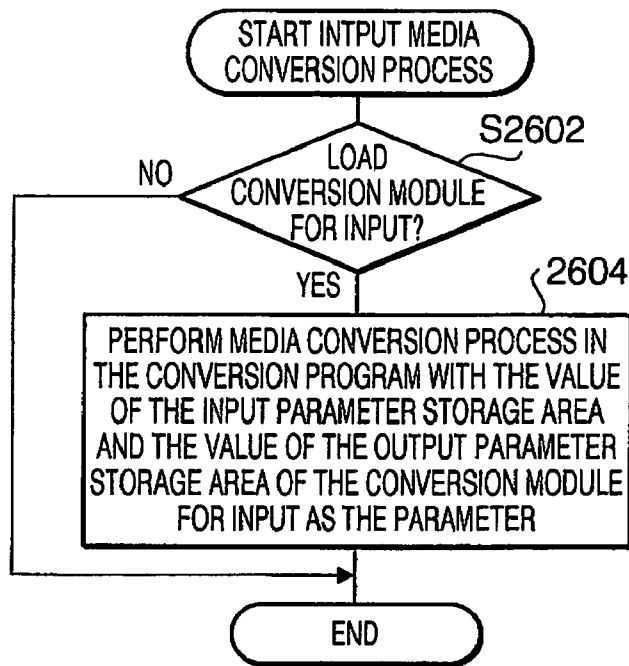 START INTPUT MEDIA
CONVERSION PROCESS
S2602
LOAD
CONVERSION MODULE
FOR INPUT?
NO
YES
2604
PERFORM MEDIA CONVERSION PROCESS IN
THE CONVERSION PROGRAM WITH THE VALUE
OF THE INPUT PARAMETER STORAGE AREA
AND THE VALUE OF THE OUTPUT PARAMETER
STORAGE AREA OF THE CONVERSION MODULE
FOR INPUT AS THE PARAMETER
END